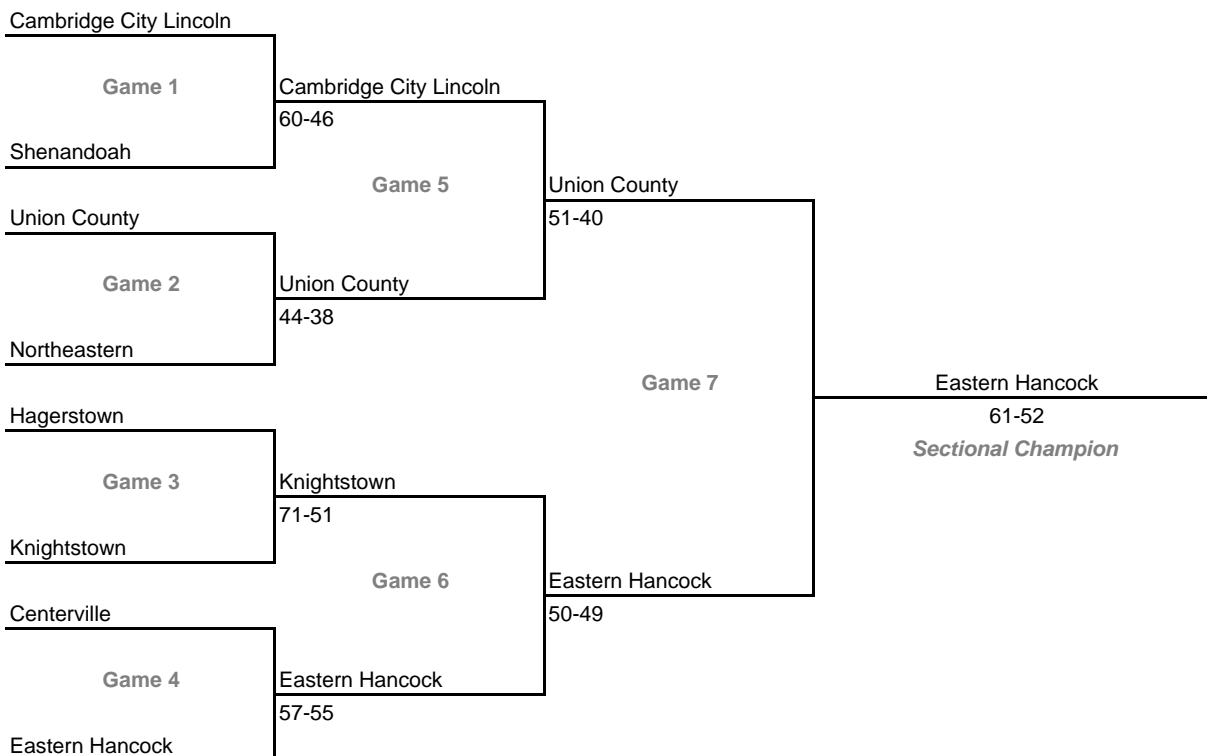 Cambridge City Lincoln
Game 1
Cambridge City Lincoln
60-46
Shenandoah
Game 5
Union County
51-40
Union County
Game 2
Union County
44-38
Northeastern
Game 7
Eastern Hancock
61-52
Sectional Champion
Hagerstown
Game 3
Knightstown
71-51
Knightstown
Game 6
Eastern Hancock
50-49
Centerville
Game 4
Eastern Hancock
57-55
Eastern Hancock